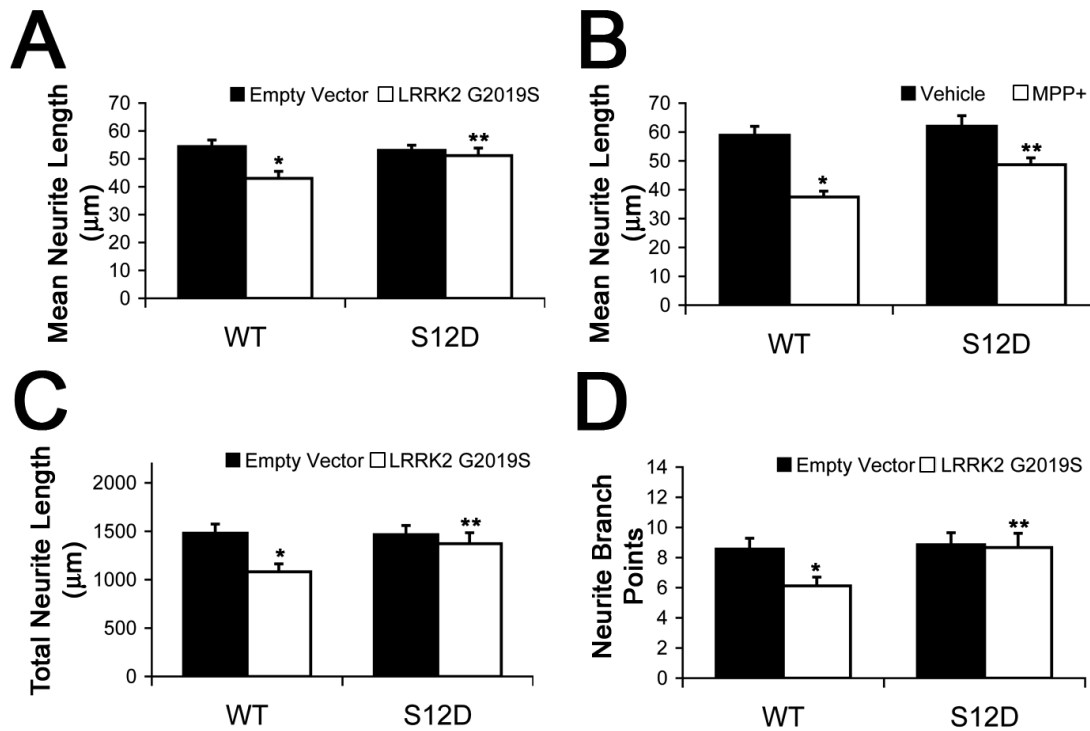 A
Mean Neurite Length
(µm)
Empty Vector LRRK2 G2019S
70
60
50
40
30
20
10
0
* **
WT S12D
B
Mean Neurite Length
(µm)
Vehicle MPP+
70
60
50
40
30
20
10
0
* **
WT S12D
C
Total Neurite Length
(µm)
Empty Vector LRRK2 G2019S
2000
1500
1000
500
0
* **
WT S12D
D
Neurite Branch
Points
Empty Vector LRRK2 G2019S
14
12
10
8
6
4
2
0
* **
WT S12D